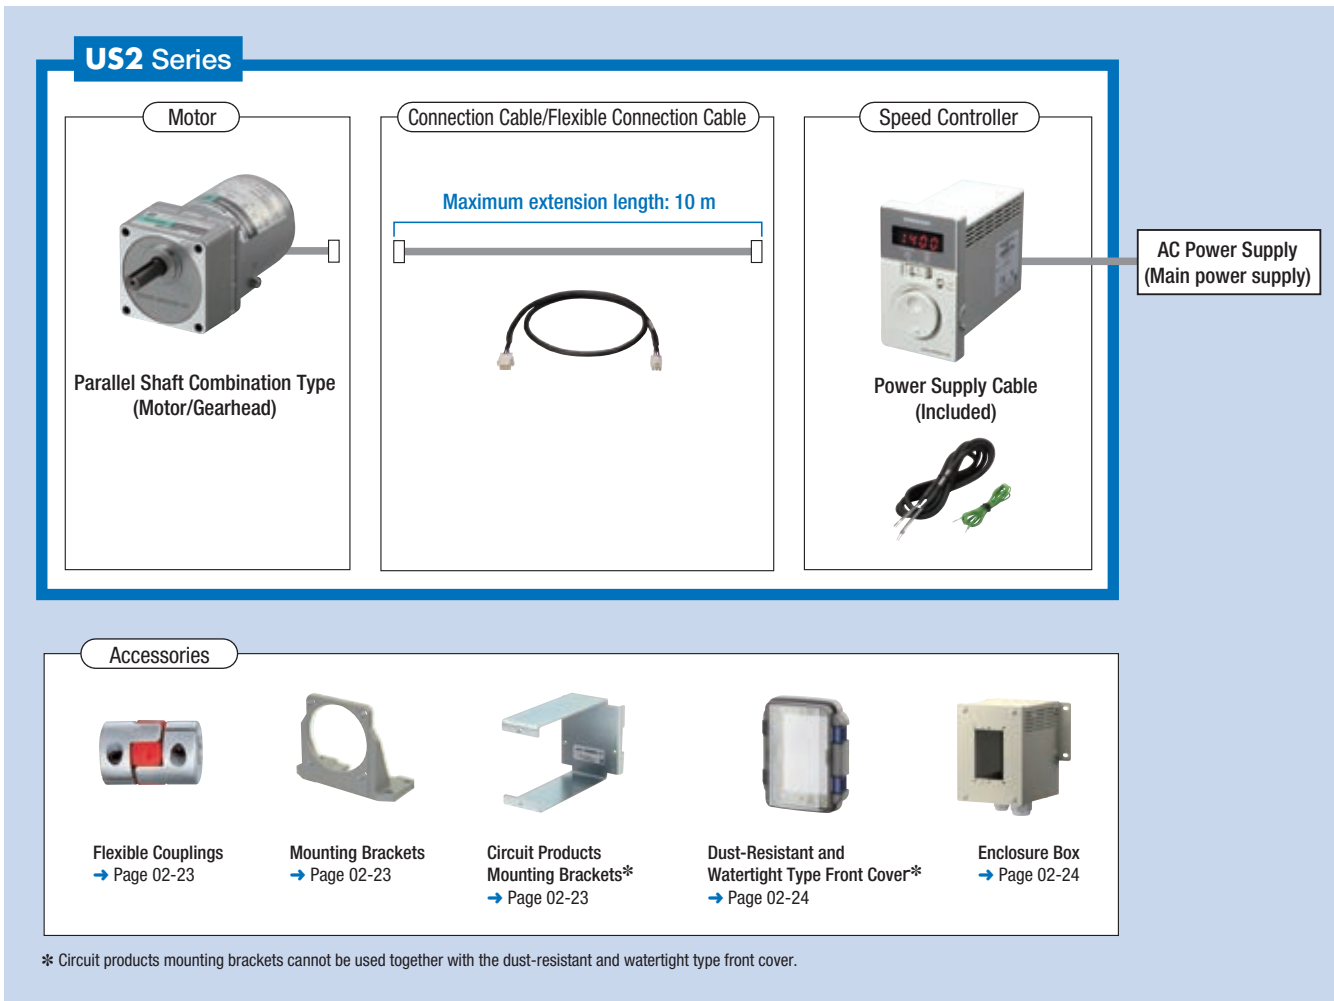 US2 Series
Motor
Connection Cable/Flexible Connection Cable
Speed Controller
Maximum extension length: 10 m
1400
AC Power Supply
(Main power supply)
Parallel Shaft Combination Type
(Motor/Gearhead)
Power Supply Cable
(Included)
Accessories
Flexible Couplings
➜ Page 02-23
Mounting Brackets
➜ Page 02-23
Circuit Products
Mounting Brackets✻
➜ Page 02-23
Dust-Resistant and
Watertight Type Front Cover✻
➜ Page 02-24
Enclosure Box
➜ Page 02-24
✻ Circuit products mounting brackets cannot be used together with the dust-resistant and watertight type front cover.